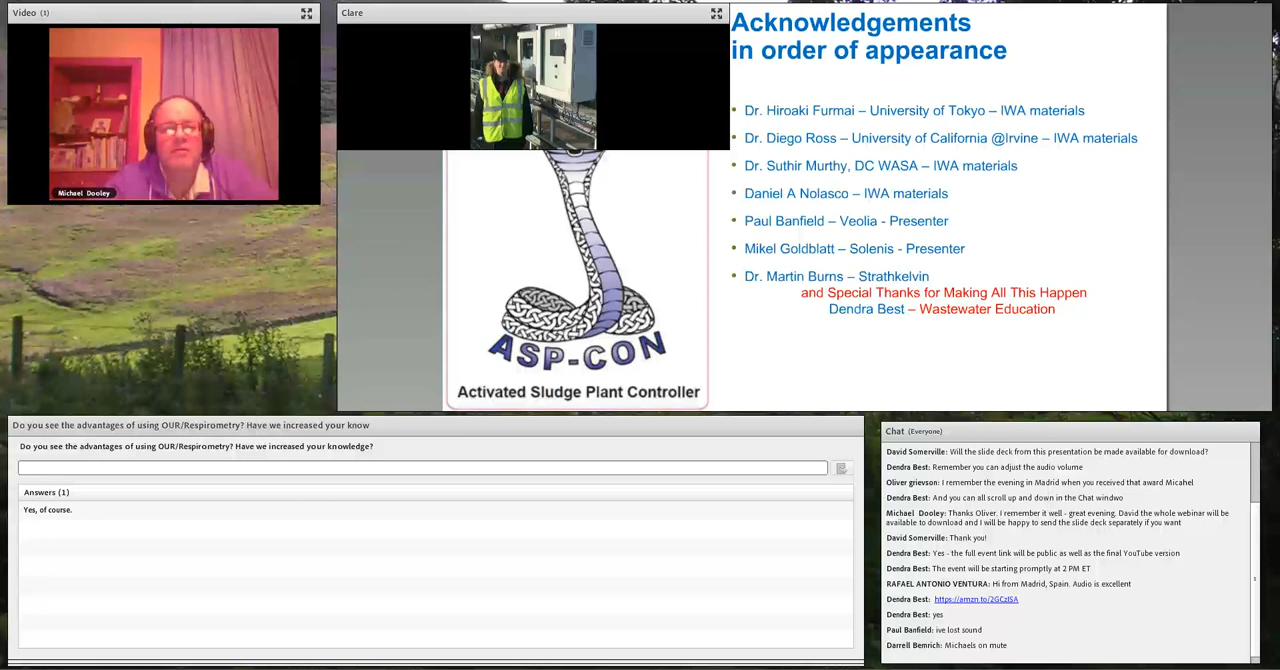 Video (1)
Michael Dooley
Clare
Acknowledgements
in order of appearance
• Dr. Hiroaki Furmai – University of Tokyo – IWA materials
• Dr. Diego Ross – University of California @Irvine – IWA materials
• Dr. Suthir Murthy, DC WASA – IWA materials
• Daniel A Nolasco – IWA materials
• Paul Banfield – Veolia - Presenter
• Mikel Goldblatt – Solenis - Presenter
• Dr. Martin Burns – Strathkelvin
and Special Thanks for Making All This Happen
Dendra Best – Wastewater Education
ASP-CON
Activated Sludge Plant Controller
Do you see the advantages of using OUR/Respirometry? Have we increased your know
Do you see the advantages of using OUR/Respirometry? Have we increased your knowledge?
Answers (1)
Yes, of course.
Chat (Everyone)
David Somerville: Will the slide deck from this presentation be made available for download?
Dendra Best: Remember you can adjust the audio volume
Oliver grievson: I remember the evening in Madrid when you received that award Micahel
Dendra Best: And you can all scroll up and down in the Chat windwo
Michael Dooley: Thanks Oliver. I remember it well - great evening. David the whole webinar will be
available to download and I will be happy to send the slide deck separately if you want
David Somerville: Thank you!
Dendra Best: Yes - the full event link will be public as well as the final YouTube version
Dendra Best: The event will be starting promptly at 2 PM ET
RAFAEL ANTONIO VENTURA: Hi from Madrid, Spain. Audio is excellent
Dendra Best: https://amzn.to/2GCzISA
Dendra Best: yes
Paul Banfield: ive lost sound
Darrell Bemrich: Michaels on mute